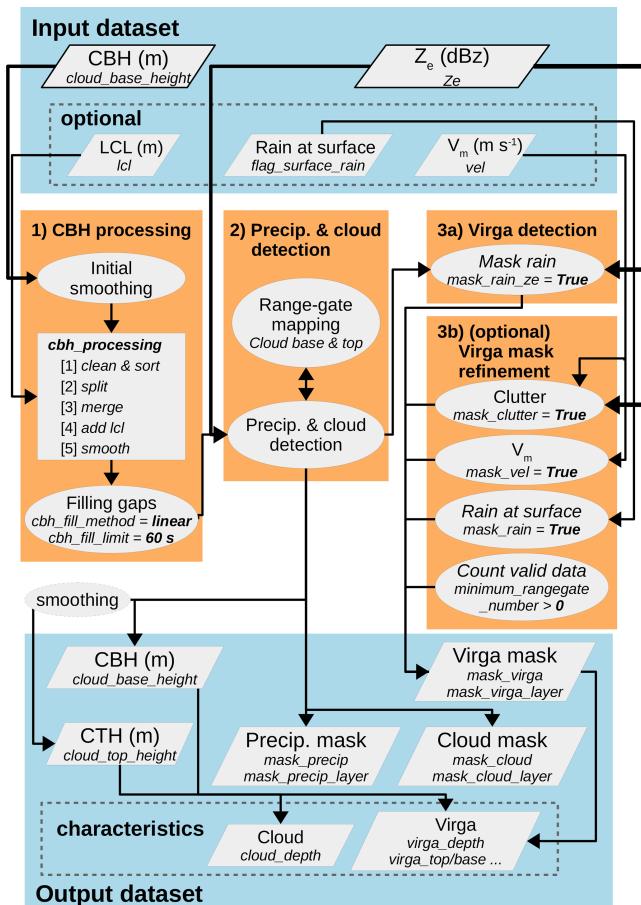 Input dataset
CBH (m)
cloud_base_height
Zₑ (dBz)
Ze
optional
LCL (m)
lcl
Rain at surface
flag_surface_rain
Vₘ (m s⁻¹)
vel
1) CBH processing
Initial
smoothing
cbh_processing
[1] clean & sort
[2] split
[3] merge
[4] add lcl
[5] smooth
Filling gaps
cbh_fill_method = linear
cbh_fill_limit = 60 s
2) Precip. & cloud
detection
Range-gate
mapping
Cloud base & top
Precip. & cloud
detection
3a) Virga detection
Mask rain
mask_rain_ze = True
3b) (optional)
Virga mask
refinement
Clutter
mask_clutter = True
Vₘ
mask_vel = True
Rain at surface
mask_rain = True
Count valid data
minimum_rangegate
_number > 0
smoothing
CBH (m)
cloud_base_height
Virga mask
mask_virga
mask_virga_layer
CTH (m)
cloud_top_height
Precip. mask
mask_precip
mask_precip_layer
Cloud mask
mask_cloud
mask_cloud_layer
characteristics
Cloud
cloud_depth
Virga
virga_depth
virga_top/base ...
Output dataset